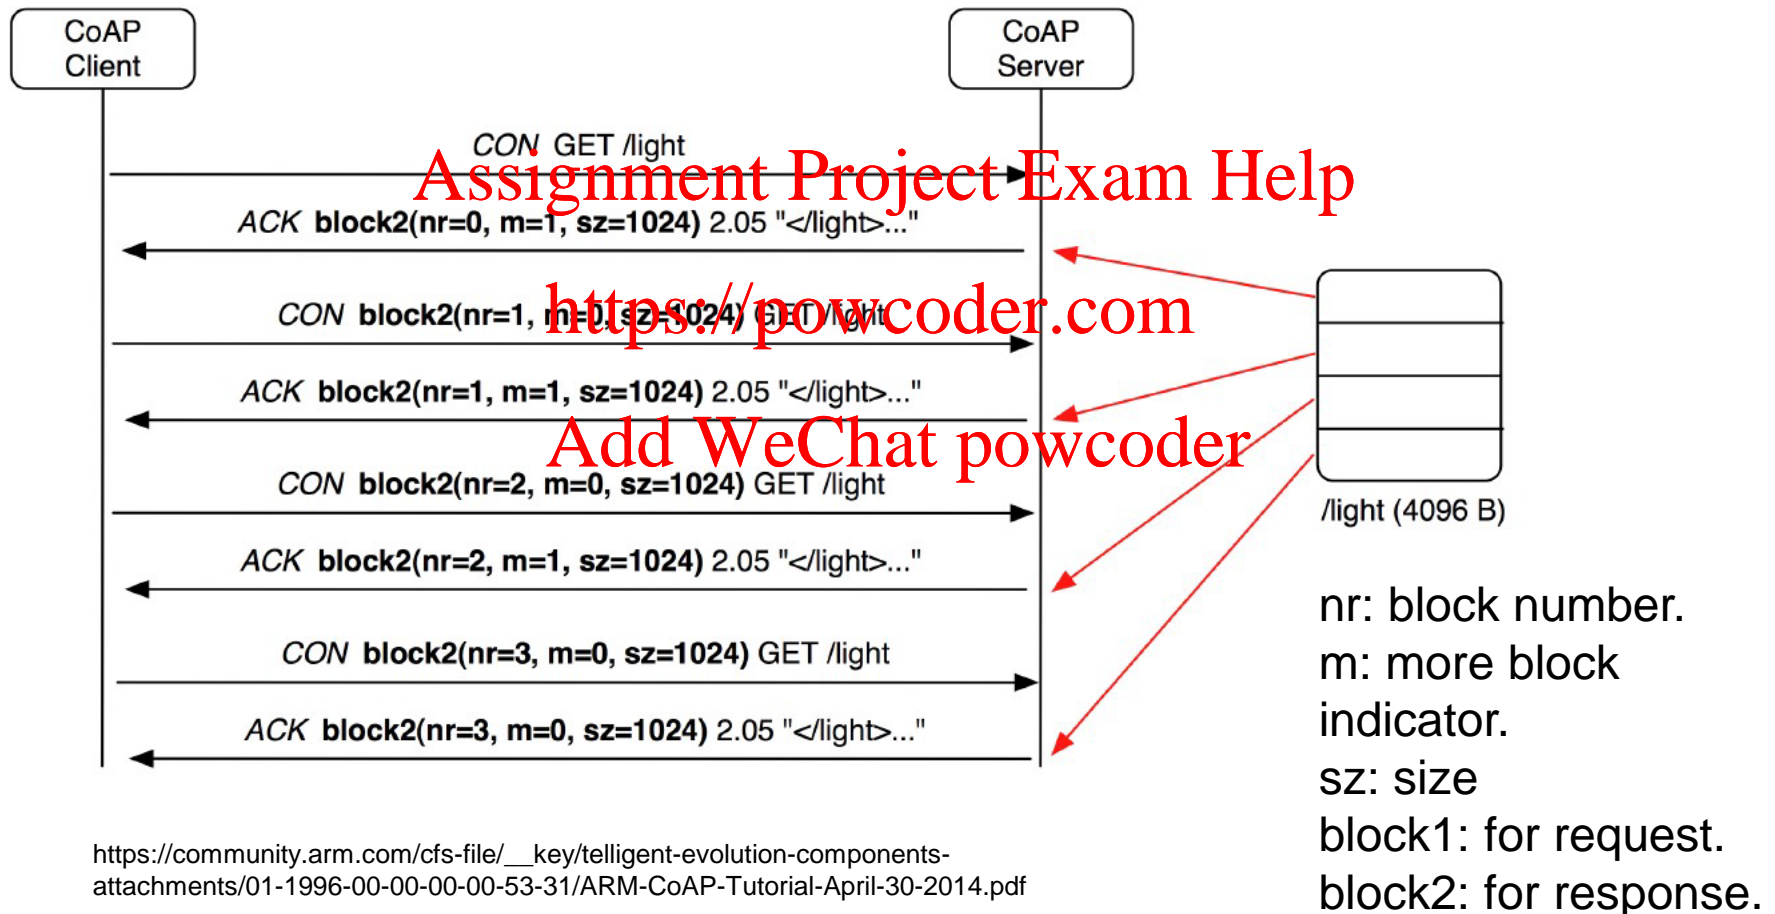 CoAP
Client
CoAP
Server
CON GET /light
Assignment Project Exam Help
ACK block2(nr=0, m=1, sz=1024) 2.05 "</light>..."
https://powcoder.com
CON block2(nr=1, m=0, sz=1024) GET /light
ACK block2(nr=1, m=1, sz=1024) 2.05 "</light>..."
Add WeChat powcoder
CON block2(nr=2, m=0, sz=1024) GET /light
/light (4096 B)
ACK block2(nr=2, m=1, sz=1024) 2.05 "</light>..."
CON block2(nr=3, m=0, sz=1024) GET /light
ACK block2(nr=3, m=0, sz=1024) 2.05 "</light>..."
nr: block number.
m: more block
indicator.
sz: size
block1: for request.
block2: for response.
https://community.arm.com/cfs-file/__key/telligent-evolution-components-
attachments/01-1996-00-00-00-00-53-31/ARM-CoAP-Tutorial-April-30-2014.pdf